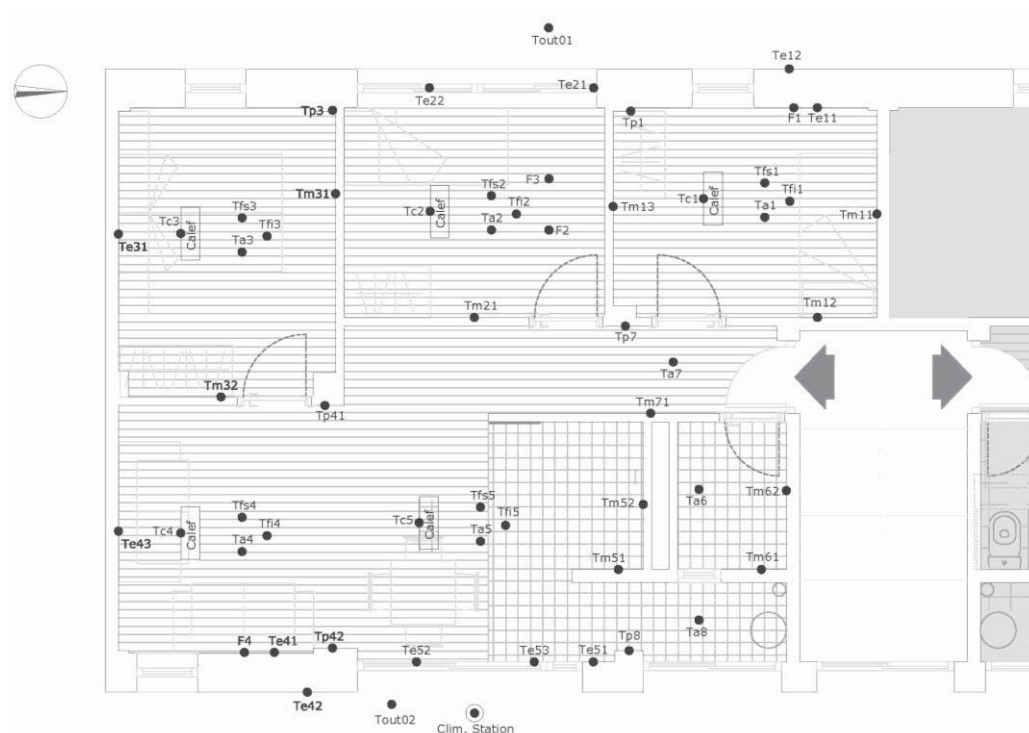 Tout01
Te12
Te22
Te21
Tp3
Tp1
F1 Te11
Tm31
Tfs2
F3
Tfs1
Tc3
Calef
Tfs3
Tfi3
Tc2
Calef
Tfi2
Tm13
Tc1
Calef
Tfi1
Tm11
Te31
Ta3
Ta2
F2
Ta1
Tm21
Tm12
Tp7
Ta7
Tm32
Tp41
Tm71
Tfs4
Tfs5
Tm52
Ta6
Tm62
Te43
Tc4
Calef
Tfi4
Tc5
Calef
Tfi5
Ta4
Ta5
Tm51
Tm61
Ta8
F4 Te41
Tp42
Te52
Te53
Te51
Tp8
Te42
Tout02
Clim. Station